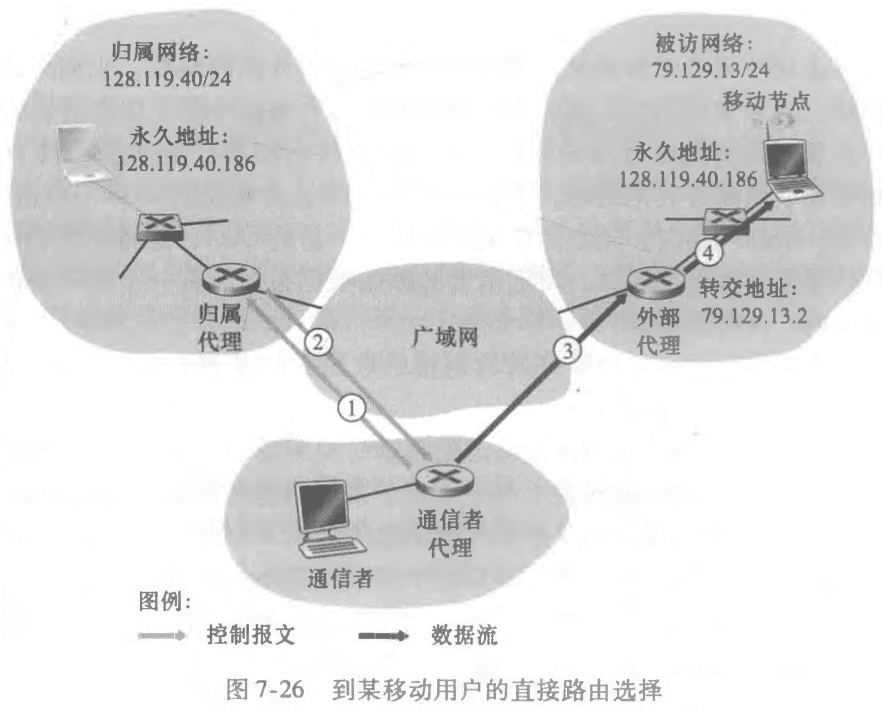 归属网络：
128.119.40/24
永久地址：
128.119.40.186
归属
代理
被访网络：
79.129.13/24
移动节点
永久地址：
128.119.40.186
转交地址：
79.129.13.2
外部
代理
广域网
①
②
③
④
通信者
代理
通信者
图例：
控制报文
数据流
图 7-26 到某移动用户的直接路由选择